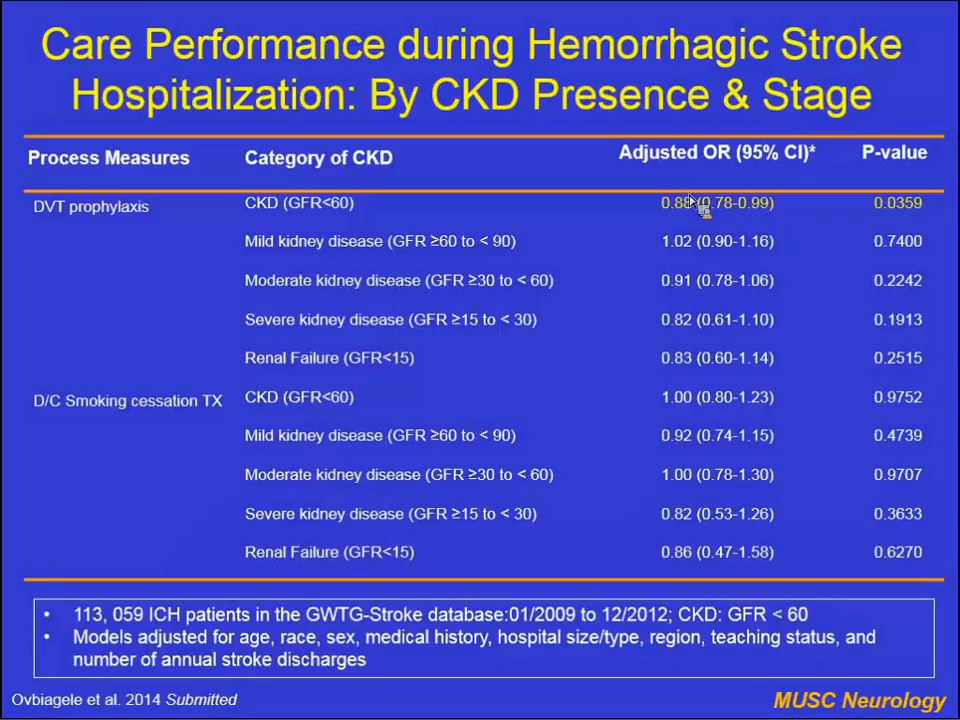 Care Performance during Hemorrhagic Stroke
Hospitalization: By CKD Presence & Stage
Process Measures Category of CKD Adjusted OR (95% CI)* P-value
DVT prophylaxis CKD (GFR<60) 0.88 (0.78-0.99) 0.0359
Mild kidney disease (GFR ≥60 to < 90) 1.02 (0.90-1.16) 0.7400
Moderate kidney disease (GFR ≥30 to < 60) 0.91 (0.78-1.06) 0.2242
Severe kidney disease (GFR ≥15 to < 30) 0.82 (0.61-1.10) 0.1913
Renal Failure (GFR<15) 0.83 (0.60-1.14) 0.2515
D/C Smoking cessation TX CKD (GFR<60) 1.00 (0.80-1.23) 0.9752
Mild kidney disease (GFR ≥60 to < 90) 0.92 (0.74-1.15) 0.4739
Moderate kidney disease (GFR ≥30 to < 60) 1.00 (0.78-1.30) 0.9707
Severe kidney disease (GFR ≥15 to < 30) 0.82 (0.53-1.26) 0.3633
Renal Failure (GFR<15) 0.86 (0.47-1.58) 0.6270
• 113, 059 ICH patients in the GWTG-Stroke database:01/2009 to 12/2012; CKD: GFR < 60
• Models adjusted for age, race, sex, medical history, hospital size/type, region, teaching status, and
number of annual stroke discharges
Ovbiagele et al. 2014 Submitted MUSC Neurology